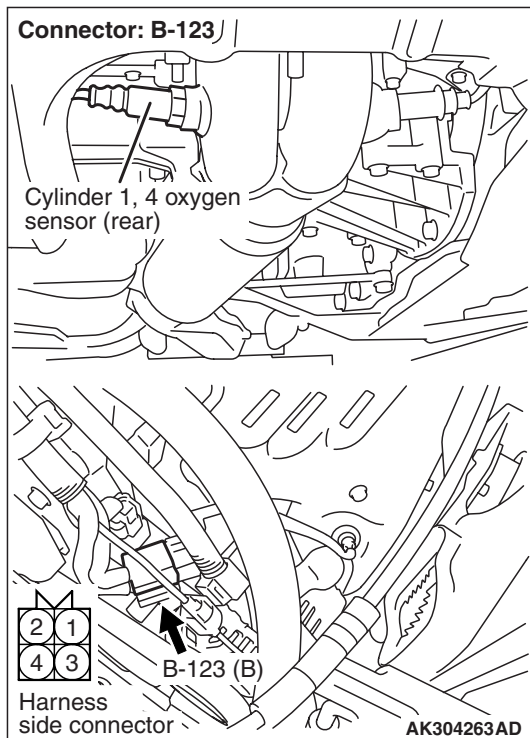 Connector: B-123
Cylinder 1, 4 oxygen
sensor (rear)
2 1
4 3
B-123 (B)
Harness
side connector
AK304263AD